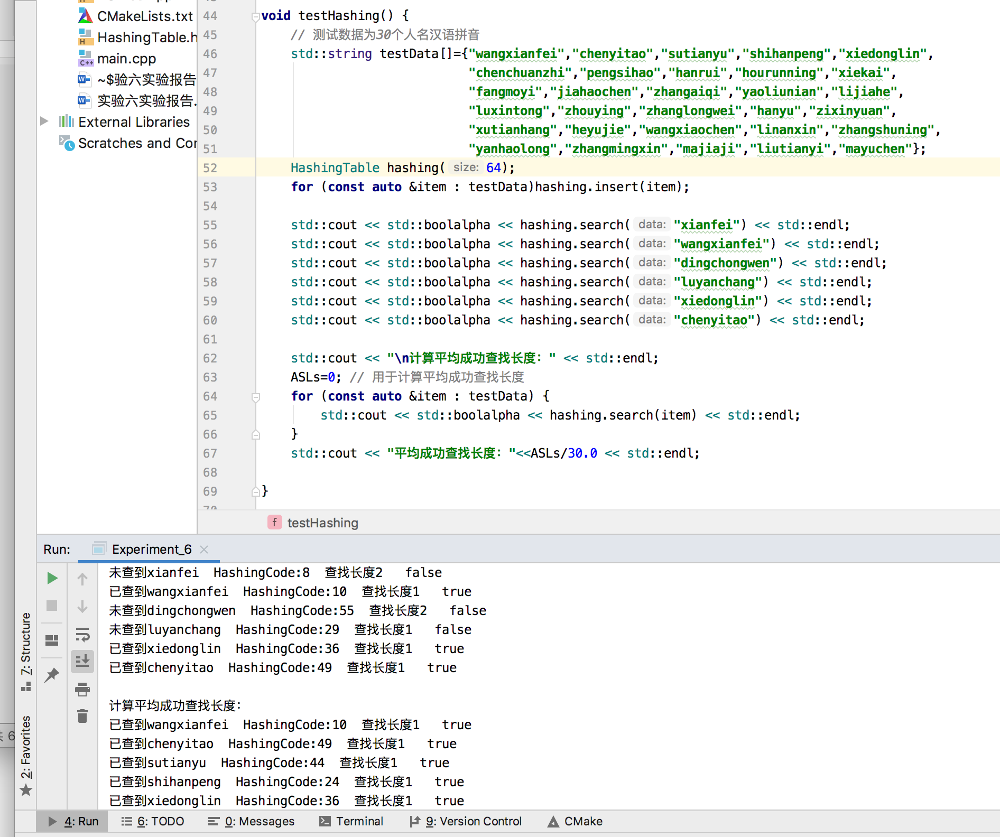 CMakeLists.txt
HashingTable.h
main.cpp
~$验六实验报告
实验六实验报告.
External Libraries
Scratches and Cor
44 void testHashing() {
45 // 测试数据为30个人名汉语拼音
46 std::string testData[]={"wangxianfei","chenyitao","sutianyu","shihanpeng","xiedonglin",
47 "chenchuanzhi","pengsihao","hanrui","hourunning","xiekai",
48 "fangmoyi","jiahaochen","zhangaiqi","yaoliunian","lijiahe",
49 "luxintong","zhouying","zhanglongwei","hanyu","zixinyuan",
50 "xutianhang","heyujie","wangxiaochen","linanxin","zhangshuning",
51 "yanhaolong","zhangmingxin","majiaji","liutianyi","mayuchen"};
52 HashingTable hashing( size: 64);
53 for (const auto &item : testData)hashing.insert(item);
54
55 std::cout << std::boolalpha << hashing.search( data: "xianfei") << std::endl;
56 std::cout << std::boolalpha << hashing.search( data: "wangxianfei") << std::endl;
57 std::cout << std::boolalpha << hashing.search( data: "dingchongwen") << std::endl;
58 std::cout << std::boolalpha << hashing.search( data: "luyanchang") << std::endl;
59 std::cout << std::boolalpha << hashing.search( data: "xiedonglin") << std::endl;
60 std::cout << std::boolalpha << hashing.search( data: "chenyitao") << std::endl;
61
62 std::cout << "\n计算平均成功查找长度：" << std::endl;
63 ASLs=0; // 用于计算平均成功查找长度
64 for (const auto &item : testData) {
65 std::cout << std::boolalpha << hashing.search(item) << std::endl;
66 }
67 std::cout << "平均成功查找长度："<<ASLs/30.0 << std::endl;
68
69 }
f testHashing
Run: Experiment_6
未查到xianfei HashingCode:8 查找长度2 false
已查到wangxianfei HashingCode:10 查找长度1 true
未查到dingchongwen HashingCode:55 查找长度2 false
未查到luyanchang HashingCode:29 查找长度1 false
已查到xiedonglin HashingCode:36 查找长度1 true
已查到chenyitao HashingCode:49 查找长度1 true
计算平均成功查找长度：
已查到wangxianfei HashingCode:10 查找长度1 true
已查到chenyitao HashingCode:49 查找长度1 true
已查到sutianyu HashingCode:44 查找长度1 true
已查到shihanpeng HashingCode:24 查找长度1 true
已查到xiedonglin HashingCode:36 查找长度1 true
7: Structure
2: Favorites
6
4: Run 6: TODO 0: Messages Terminal 9: Version Control CMake